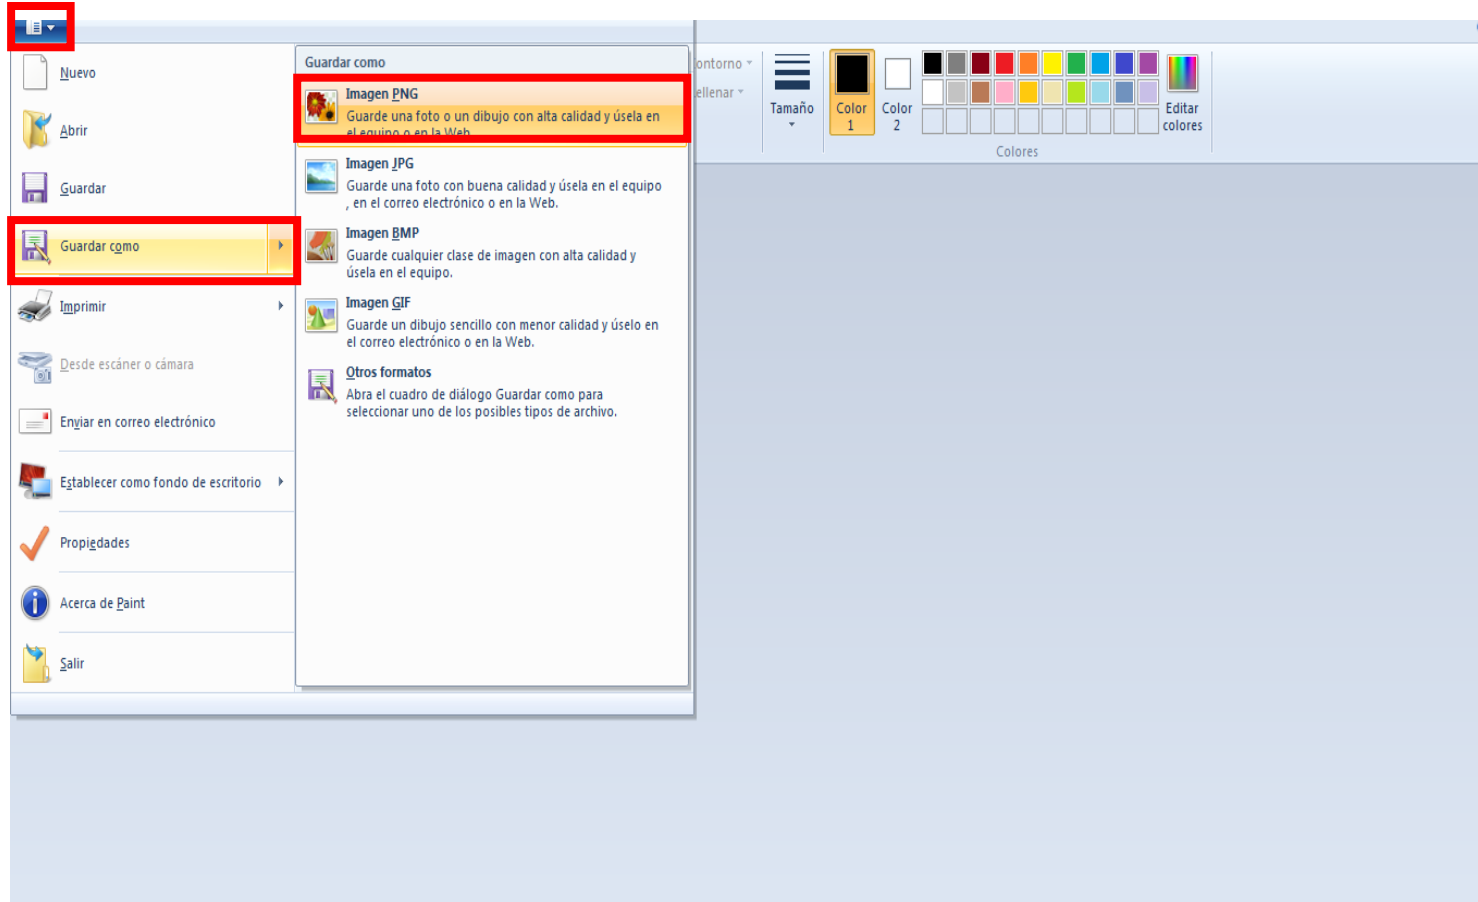 Nuevo
Abrir
Guardar
Guardar como
Imprimir
Desde escáner o cámara
Enviar en correo electrónico
Establecer como fondo de escritorio
Propiedades
Acerca de Paint
Salir
Guardar como
Imagen PNG
Guarde una foto o un dibujo con alta calidad y úsela en
el equipo o en la Web.
Imagen JPG
Guarde una foto con buena calidad y úsela en el equipo
, en el correo electrónico o en la Web.
Imagen BMP
Guarde cualquier clase de imagen con alta calidad y
úsela en el equipo.
Imagen GIF
Guarde un dibujo sencillo con menor calidad y úselo en
el correo electrónico o en la Web.
Otros formatos
Abra el cuadro de diálogo Guardar como para
seleccionar uno de los posibles tipos de archivo.
ontorno
ellenar
Tamaño
Color
1
Color
2
Editar
colores
Colores